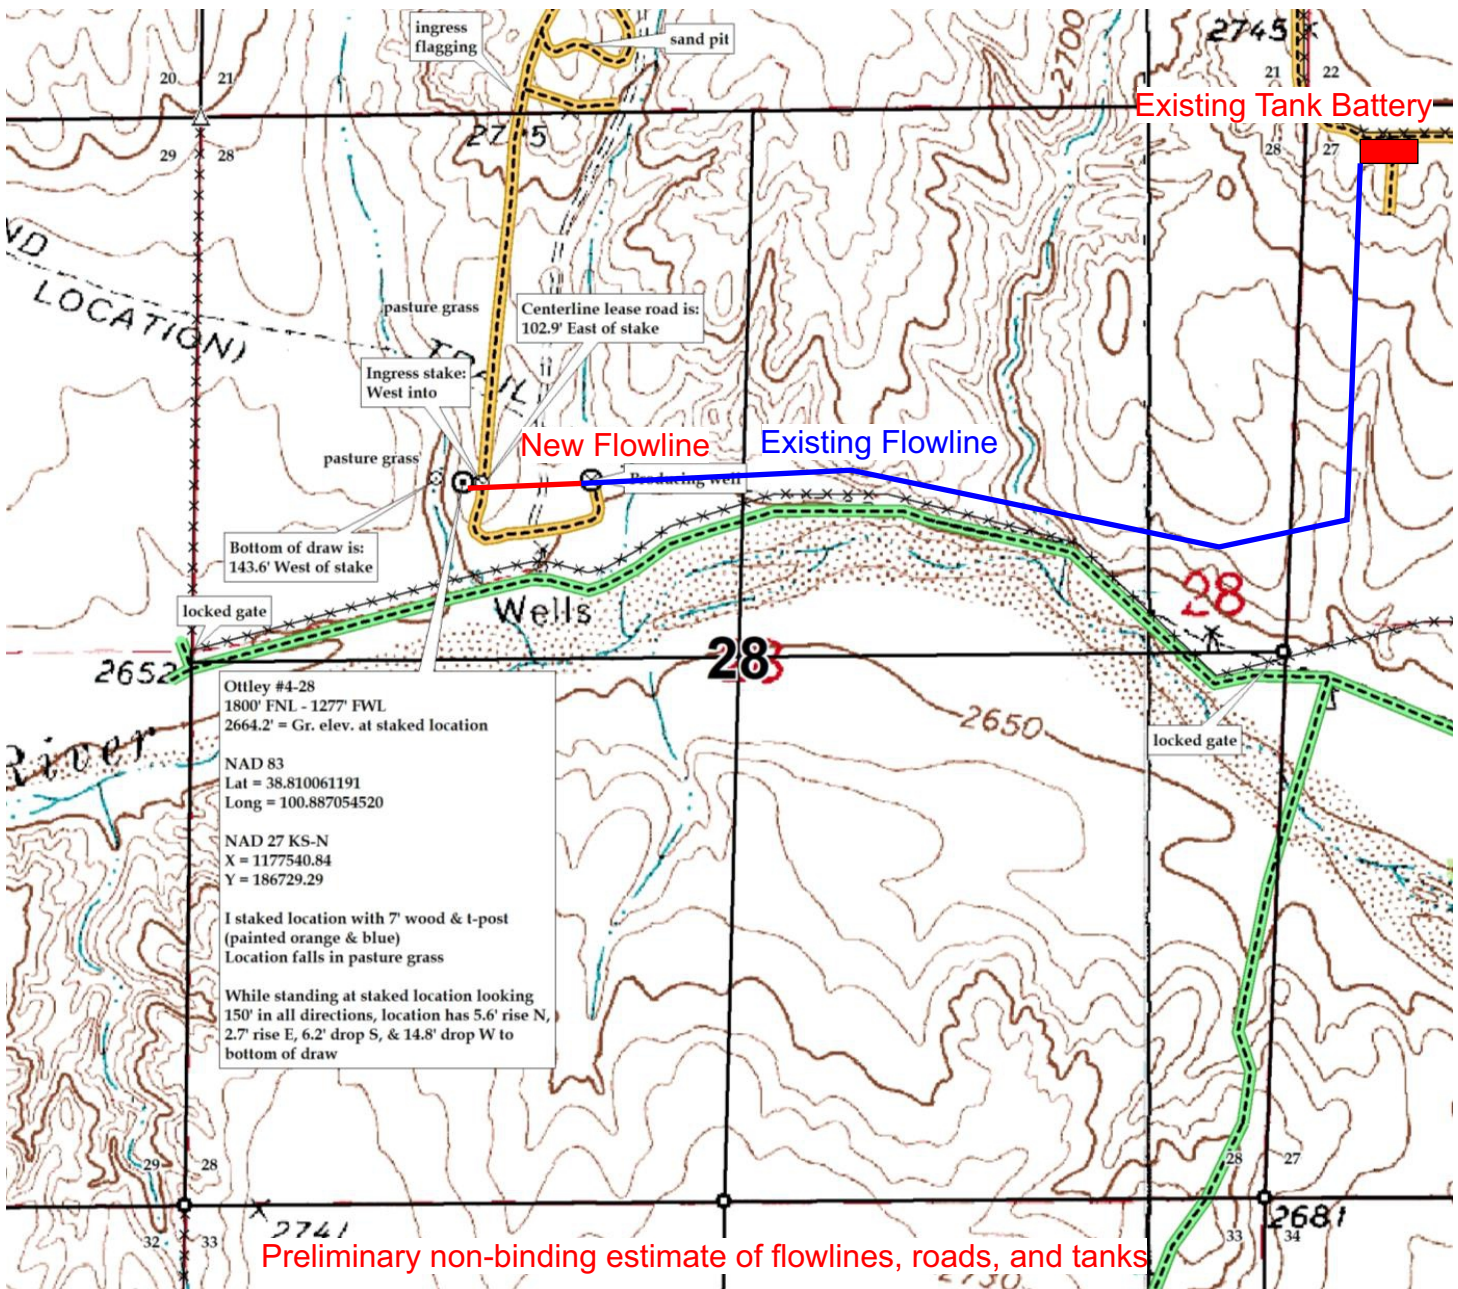 ingress
flagging
sand pit
2745
20
21
21
22
Existing Tank Battery
29
28
28
27
LOCATION)
pasture grass
Centerline lease road is:
102.9' East of stake
TRAIL
Ingress stake:
West into
New Flowline
Existing Flowline
pasture grass
Producing well
Bottom of draw is:
143.6' West of stake
locked gate
Wells
28
28
2652
Ottley #4-28
1800' FNL - 1277' FWL
2664.2' = Gr. elev. at staked location
NAD 83
Lat = 38.810061191
Long = 100.887054520
NAD 27 KS-N
X = 1177540.84
Y = 186729.29
I staked location with 7' wood & t-post
(painted orange & blue)
Location falls in pasture grass
While standing at staked location looking
150' in all directions, location has 5.6' rise N,
2.7' rise E, 6.2' drop S, & 14.8' drop W to
bottom of draw
River
2650
locked gate
2700
29
28
28
27
2741
2681
32
33
33
34
Preliminary non-binding estimate of flowlines, roads, and tanks